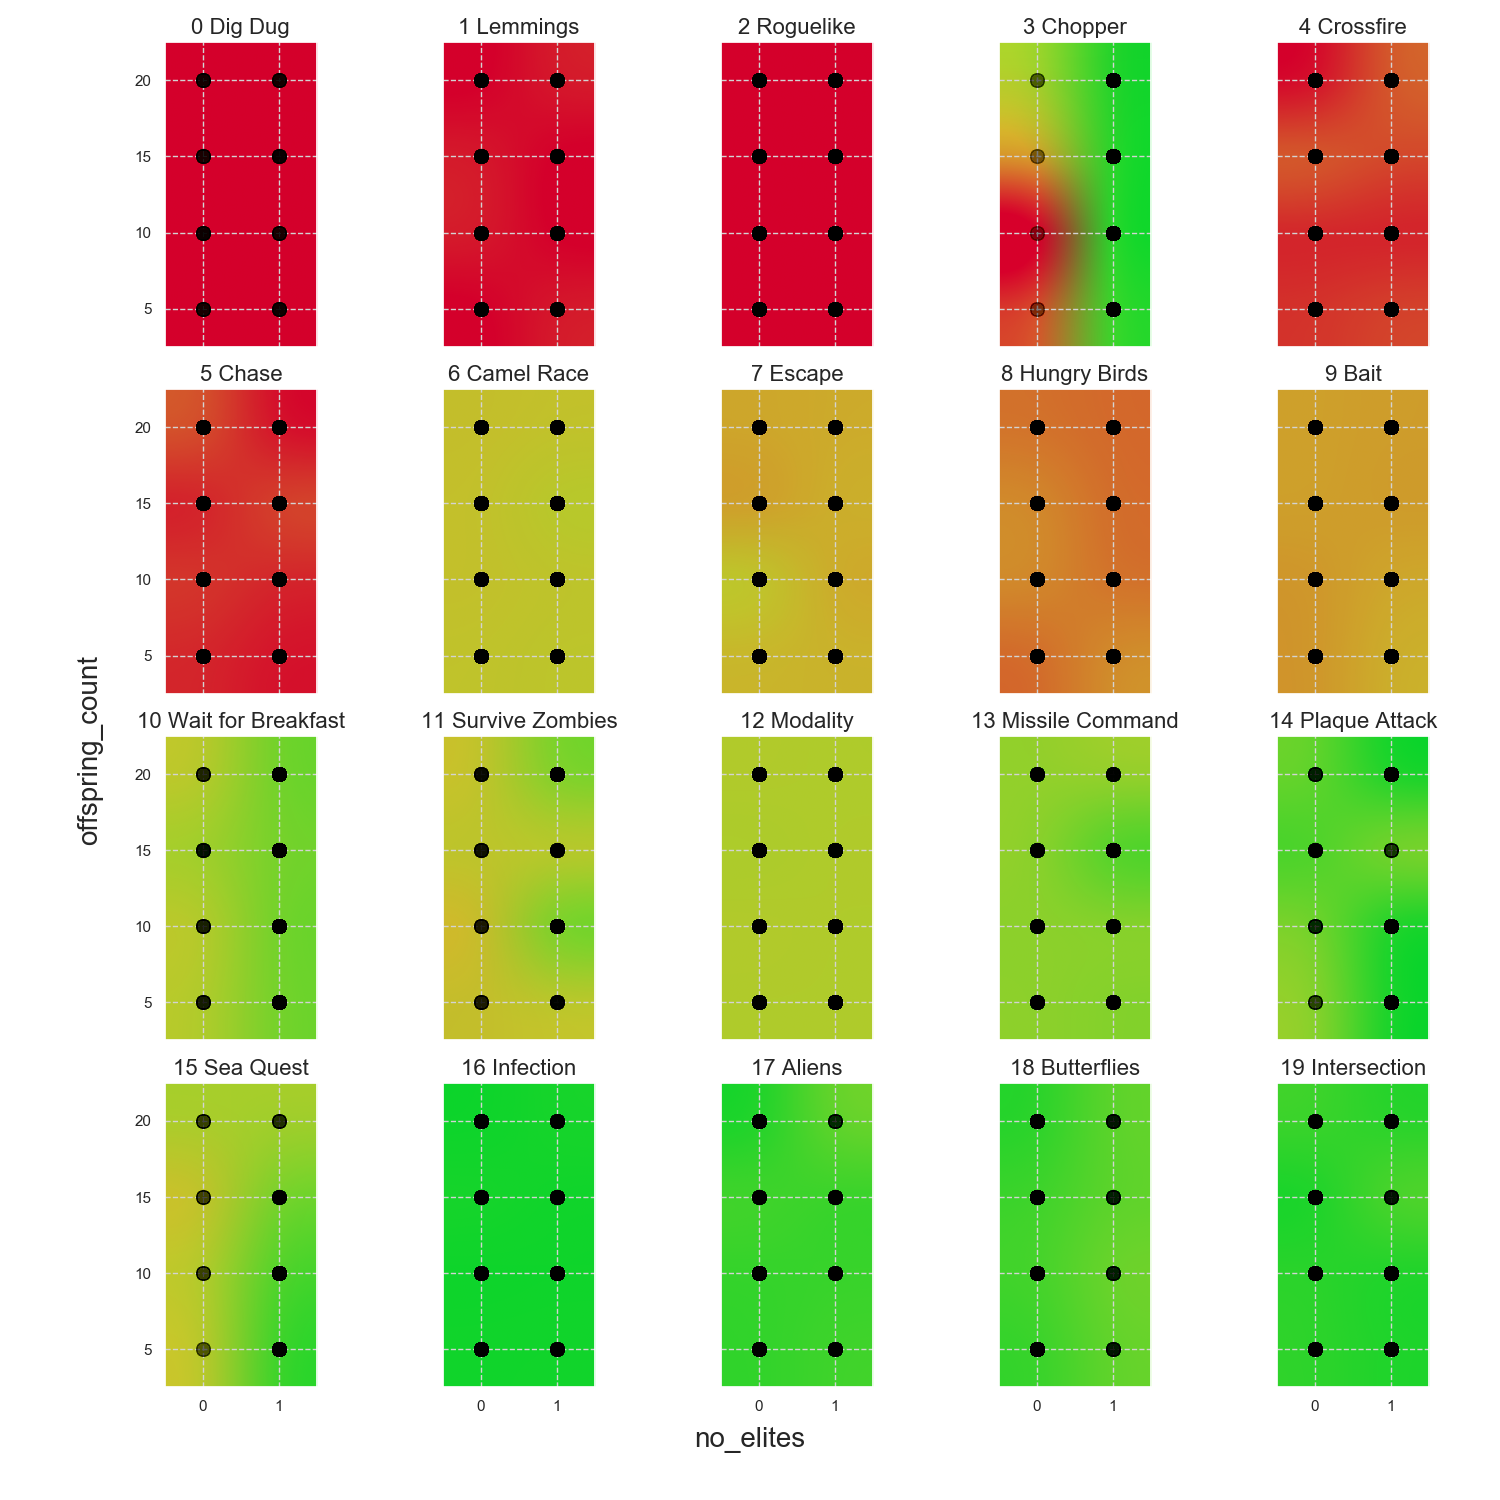 0 Dig Dug
1 Lemmings
2 Roguelike
3 Chopper
4 Crossfire
20
15
10
5
5 Chase
6 Camel Race
7 Escape
8 Hungry Birds
9 Bait
20
15
10
5
offspring_count
10 Wait for Breakfast
11 Survive Zombies
12 Modality
13 Missile Command
14 Plaque Attack
20
15
10
5
15 Sea Quest
16 Infection
17 Aliens
18 Butterflies
19 Intersection
20
15
10
5
0 1 0 1 0 1 0 1 0 1
no_elites